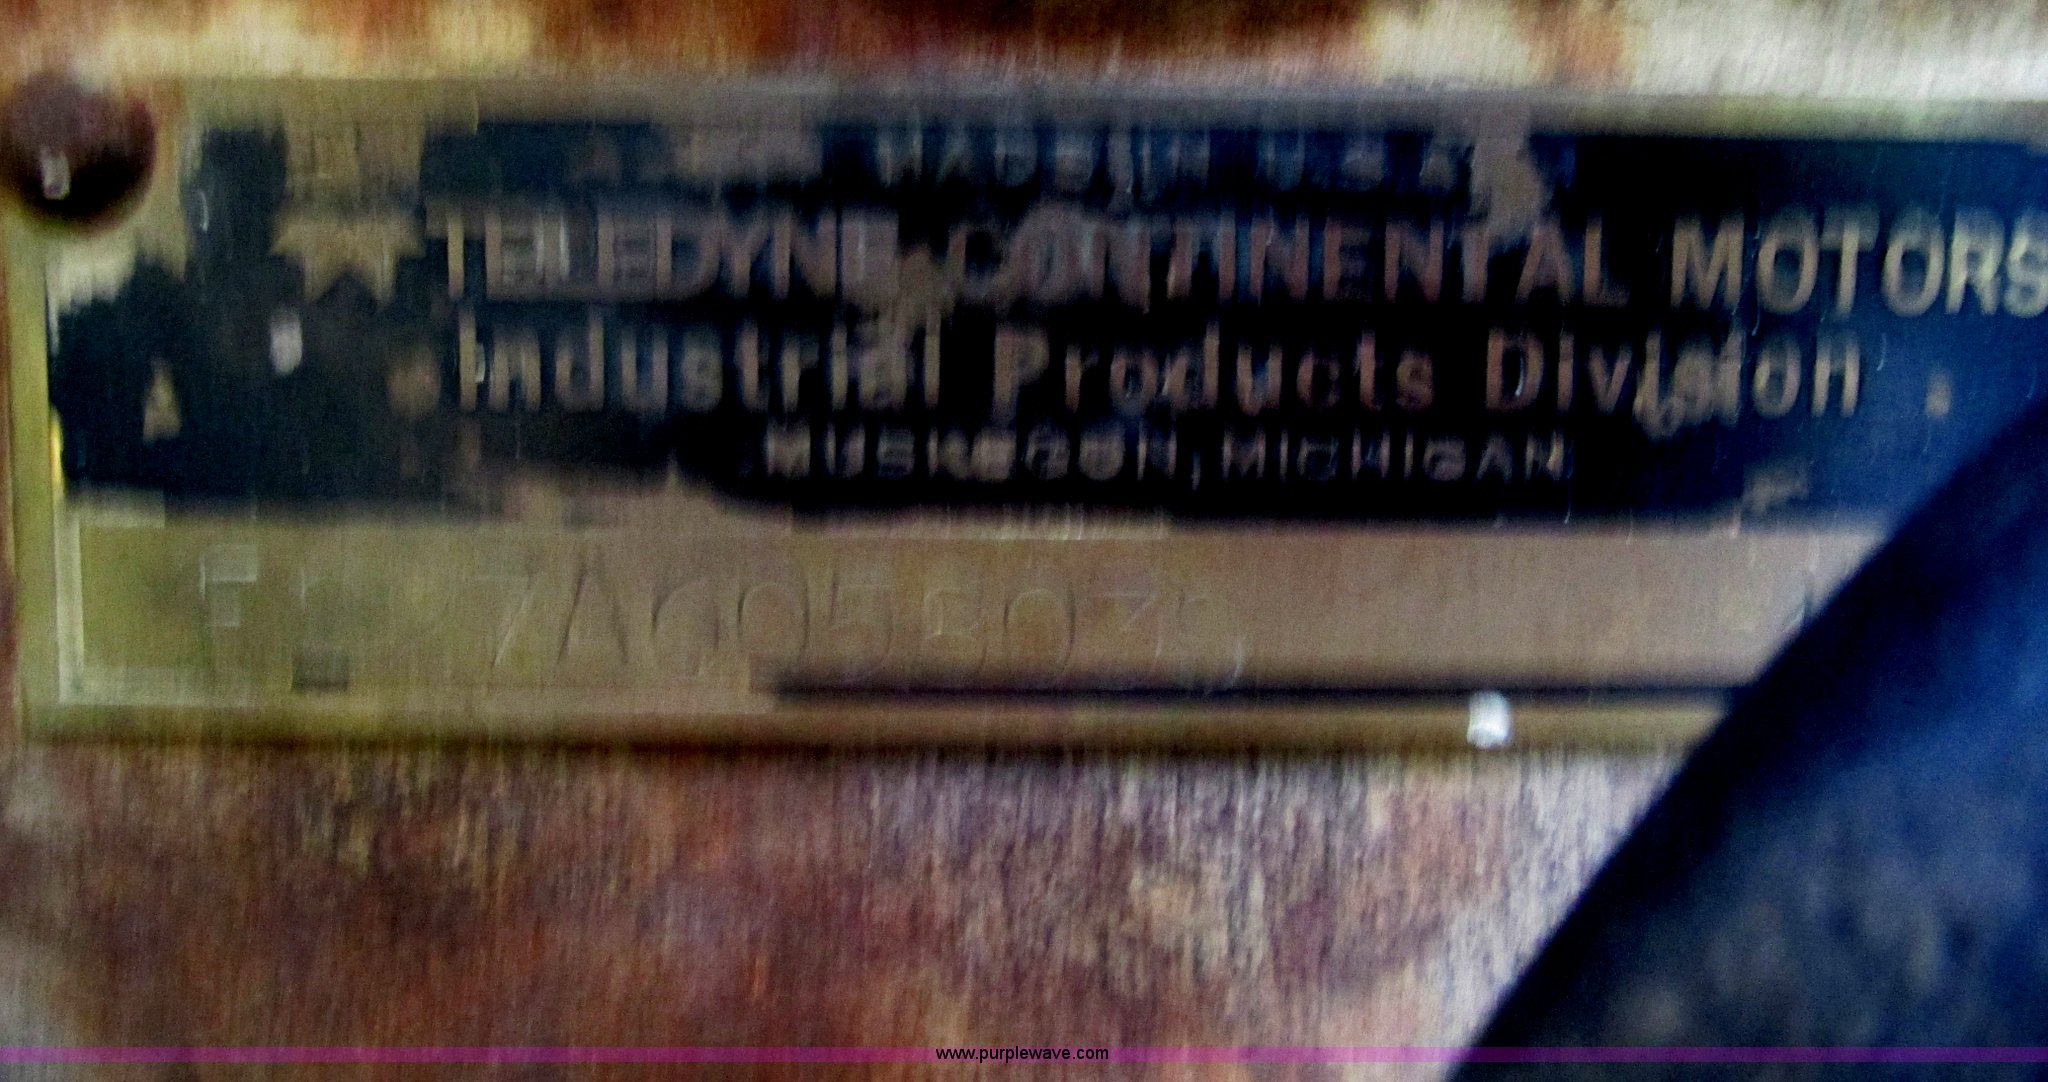 MADE IN U.S.A.
TELEDYNE CONTINENTAL MOTORS
Industrial Products Division
MUSKEGON, MICHIGAN
www.purplewave.com